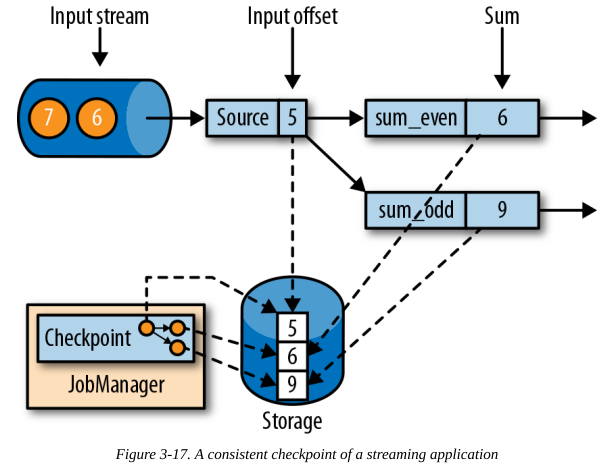 Input stream
Input offset
Sum
7
6
Source
5
sum_even
6
sum_odd
9
5
6
9
Checkpoint
JobManager
Storage
Figure 3-17. A consistent checkpoint of a streaming application